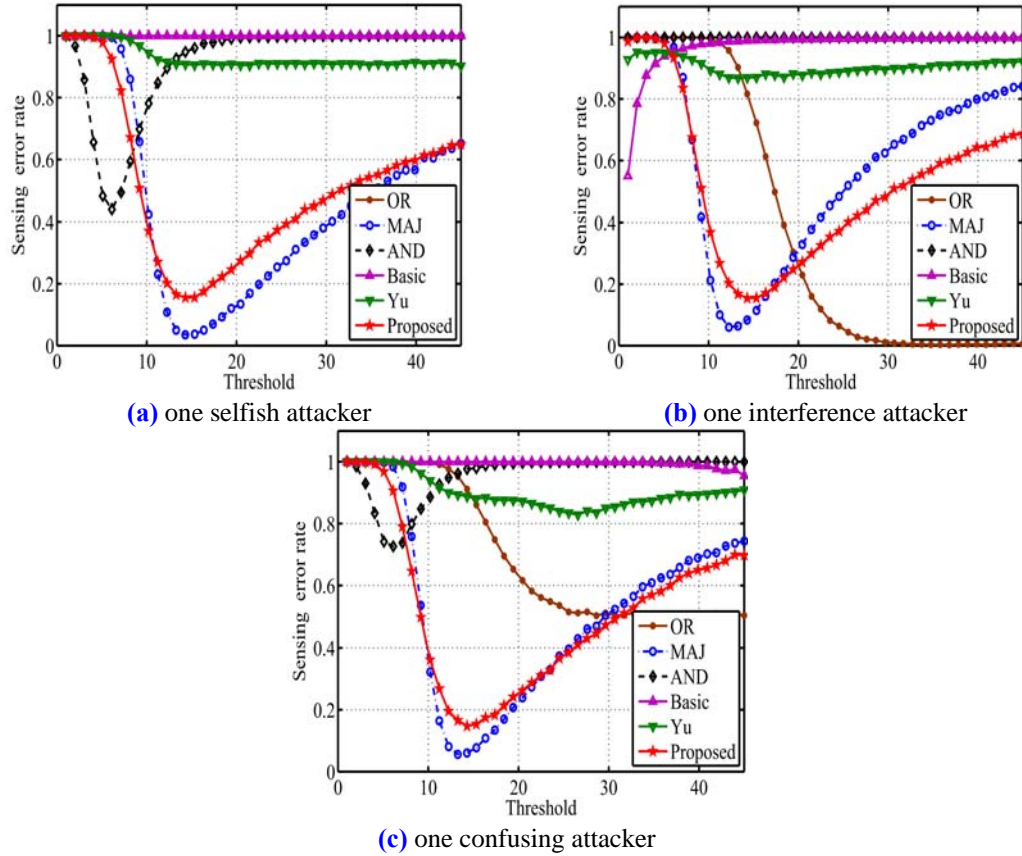 1
0.8
0.6
0.4
0.2
0
Sensing error rate
0 10 20 30 40
Threshold
OR
MAJ
AND
Basic
Yu
Proposed
(a) one selfish attacker
1
0.8
0.6
0.4
0.2
0
Sensing error rate
0 10 20 30 40
Threshold
OR
MAJ
AND
Basic
Yu
Proposed
(b) one interference attacker
1
0.8
0.6
0.4
0.2
0
Sensing error rate
0 10 20 30 40
Threshold
OR
MAJ
AND
Basic
Yu
Proposed
(c) one confusing attacker